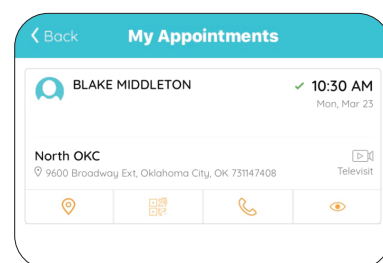 Back My Appointments
BLAKE MIDDLETON 10:30 AM
Mon, Mar 23
North OKC
9600 Broadway Ext, Oklahoma City, OK 731147408 Televisit